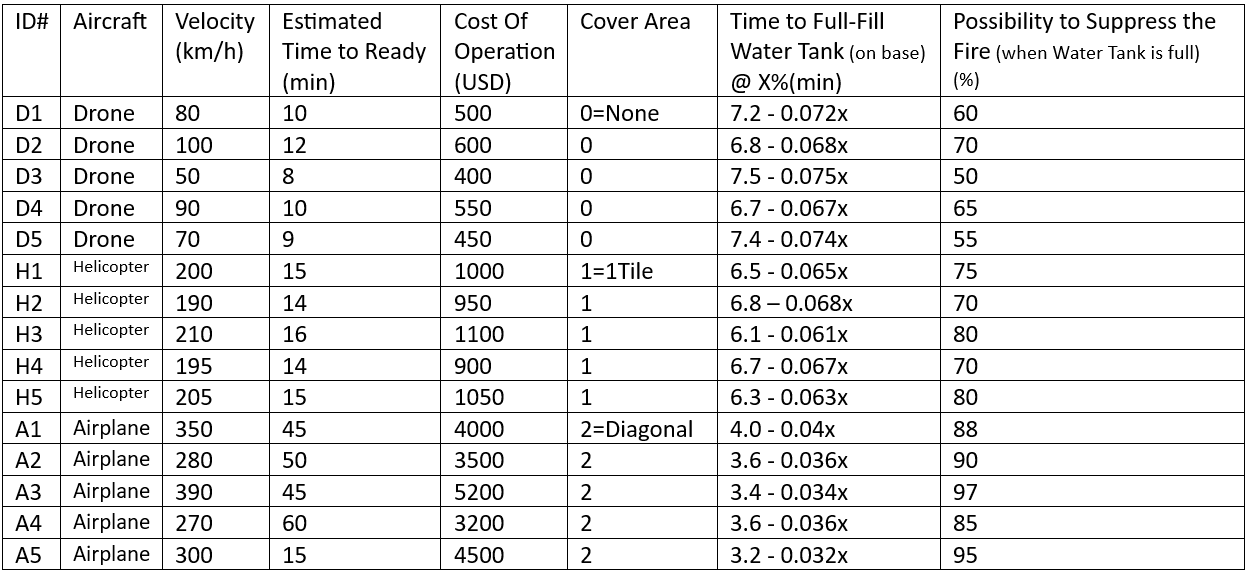 ID# Aircraft Velocity (km/h) Estimated Time to Ready (min) Cost Of Operation (USD) Cover Area Time to Full-Fill Water Tank (on base) @ X%(min) Possibility to Suppress the Fire (when Water Tank is full) (%)
D1 Drone 80 10 500 0=None 7.2 - 0.072x 60
D2 Drone 100 12 600 0 6.8 - 0.068x 70
D3 Drone 50 8 400 0 7.5 - 0.075x 50
D4 Drone 90 10 550 0 6.7 - 0.067x 65
D5 Drone 70 9 450 0 7.4 - 0.074x 55
H1 Helicopter 200 15 1000 1=1Tile 6.5 - 0.065x 75
H2 Helicopter 190 14 950 1 6.8 – 0.068x 70
H3 Helicopter 210 16 1100 1 6.1 - 0.061x 80
H4 Helicopter 195 14 900 1 6.7 - 0.067x 70
H5 Helicopter 205 15 1050 1 6.3 - 0.063x 80
A1 Airplane 350 45 4000 2=Diagonal 4.0 - 0.04x 88
A2 Airplane 280 50 3500 2 3.6 - 0.036x 90
A3 Airplane 390 45 5200 2 3.4 - 0.034x 97
A4 Airplane 270 60 3200 2 3.6 - 0.036x 85
A5 Airplane 300 15 4500 2 3.2 - 0.032x 95